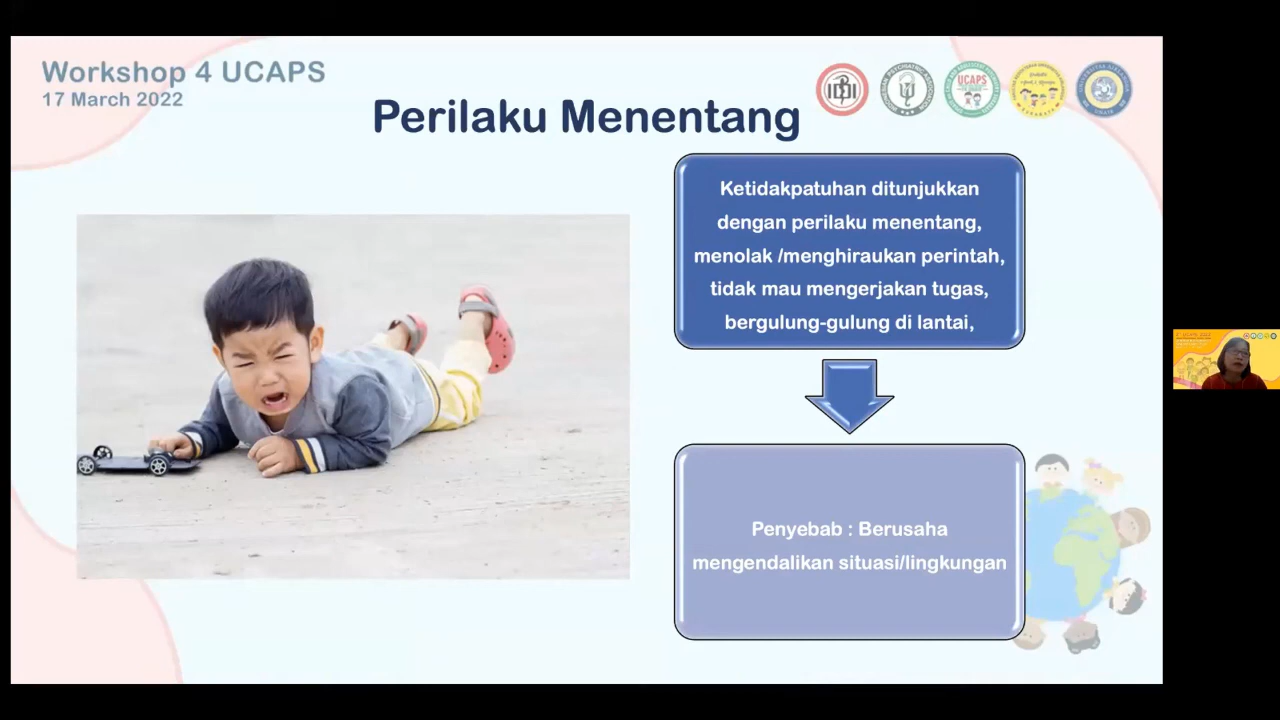 Workshop 4 UCAPS
17 March 2022
Perilaku Menentang
UCAPS
Ketidakpatuhan ditunjukkan
dengan perilaku menentang,
menolak /menghiraukan perintah,
tidak mau mengerjakan tugas,
bergulung-gulung di lantai,
Penyebab : Berusaha
mengendalikan situasi/lingkungan